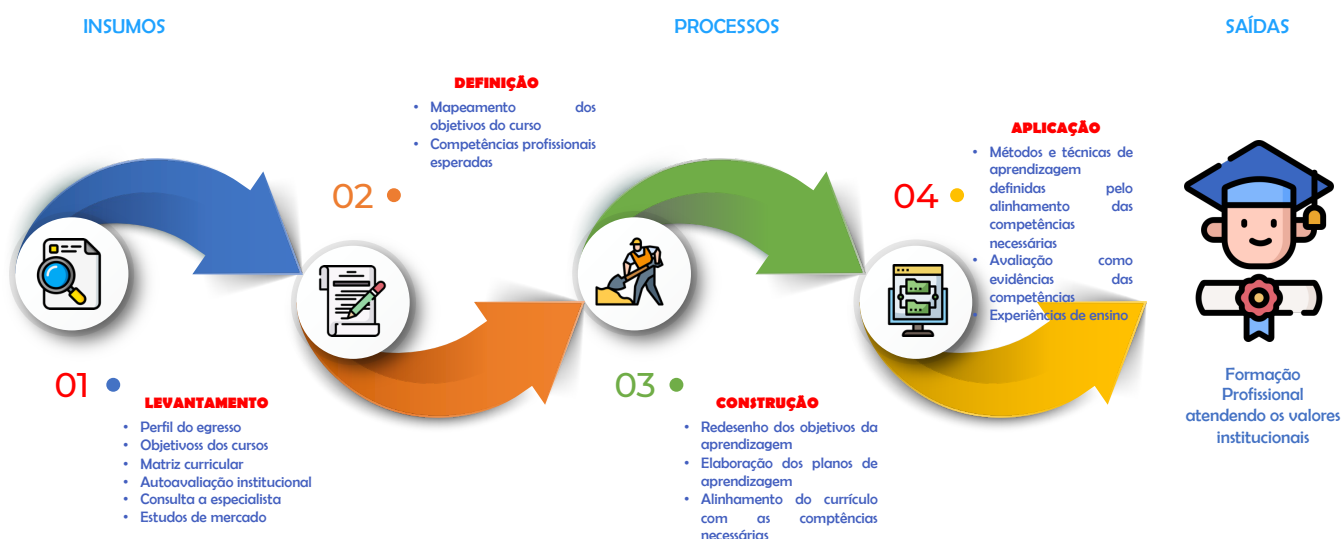 INSUMOS
PROCESSOS
SAÍDAS
01
LEVANTAMENTO
• Perfil do egresso
• Objetivoss dos cursos
• Matriz curricular
• Autoavaliação institucional
• Consulta a especialista
• Estudos de mercado
02
DEFINIÇÃO
• Mapeamento dos
objetivos do curso
• Competências profissionais
esperadas
03
CONSTRUÇÃO
• Redesenho dos objetivos da
aprendizagem
• Elaboração dos planos de
aprendizagem
• Alinhamento do currículo
com as comptências
necessárias
04
APLICAÇÃO
• Métodos e técnicas de
aprendizagem
definidas pelo
alinhamento das
competências
necessárias
• Avaliação como
evidências das
competências
• Experiências de ensino
Formação
Profissional
atendendo os valores
institucionais